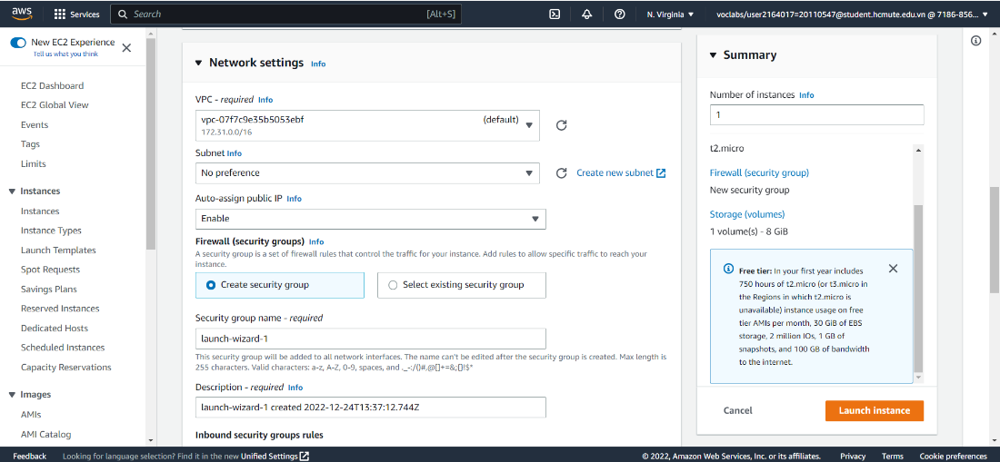 aws
Services
Search
[Alt+S]
N. Virginia
voclabs/user2164017=20110547@student.hcmute.edu.vn @ 7186-856...
New EC2 Experience
Tell us what you think
EC2 Dashboard
EC2 Global View
Events
Tags
Limits
Instances
Instances
Instance Types
Launch Templates
Spot Requests
Savings Plans
Reserved Instances
Dedicated Hosts
Scheduled Instances
Capacity Reservations
Images
AMIs
AMI Catalog
Network settings Info
VPC - required Info
vpc-07f7c9e35b5053ebf
(default)
172.31.0.0/16
Subnet Info
No preference
Create new subnet
Auto-assign public IP Info
Enable
Firewall (security groups) Info
A security group is a set of firewall rules that control the traffic for your instance. Add rules to allow specific traffic to reach your
instance.
Create security group
Select existing security group
Security group name - required
launch-wizard-1
This security group will be added to all network interfaces. The name can't be edited after the security group is created. Max length is
255 characters. Valid characters: a-z, A-Z, 0-9, spaces, and ._-:/()#,@[]+=&;{}!$*
Description - required Info
launch-wizard-1 created 2022-12-24T13:37:12.744Z
Inbound security groups rules
Summary
Number of instances Info
1
t2.micro
Firewall (security group)
New security group
Storage (volumes)
1 volume(s) - 8 GiB
Free tier: In your first year includes
750 hours of t2.micro (or t3.micro in
the Regions in which t2.micro is
unavailable) instance usage on free
tier AMIs per month, 30 GiB of EBS
storage, 2 million IOs, 1 GB of
snapshots, and 100 GB of bandwidth
to the internet.
Cancel
Launch instance
Feedback
Looking for language selection? Find it in the new Unified Settings
© 2022, Amazon Web Services, Inc. or its affiliates.
Privacy
Terms
Cookie preferences